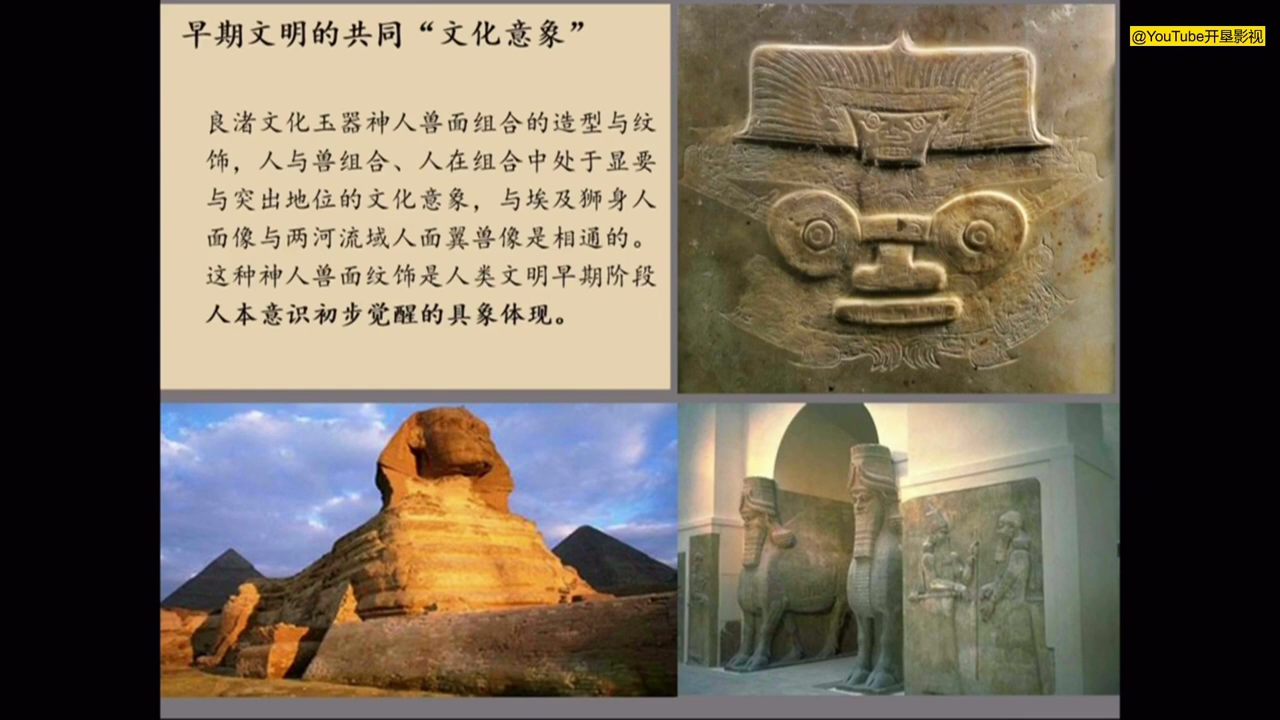 早期文明的共同“文化意象”
良渚文化玉器神人兽面组合的造型与纹
饰，人与兽组合、人在组合中处于显要
与突出地位的文化意象，与埃及狮身人
面像与两河流域人面翼兽像是相通的。
这种神人兽面纹饰是人类文明早期阶段
人本意识初步觉醒的具象体现。
@YouTube开垦影视